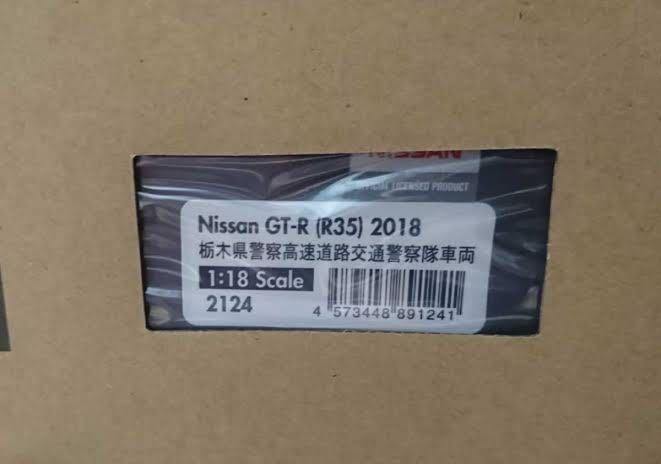 NISSAN
OFFICIAL LICENSED PRODUCT
Nissan GT-R (R35) 2018
栃木県警察高速道路交通警察隊車両
1:18 Scale
2124
4 573448 891241